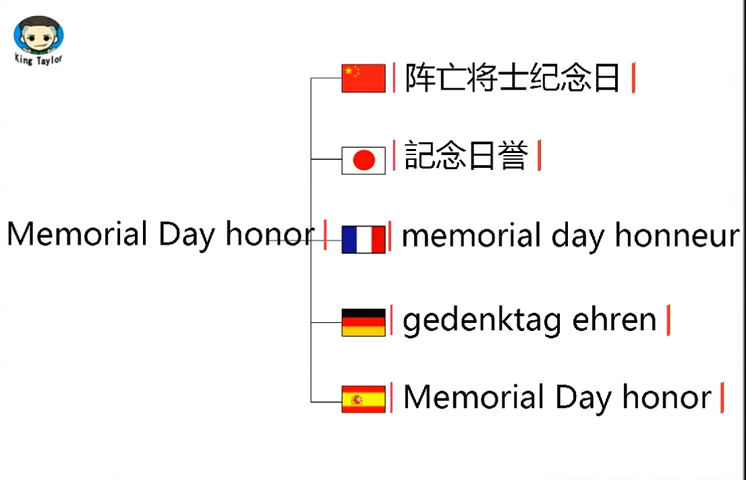 King Taylor
阵亡将士纪念日
記念日誉
Memorial Day honor
memorial day honneur
gedenktag ehren
Memorial Day honor